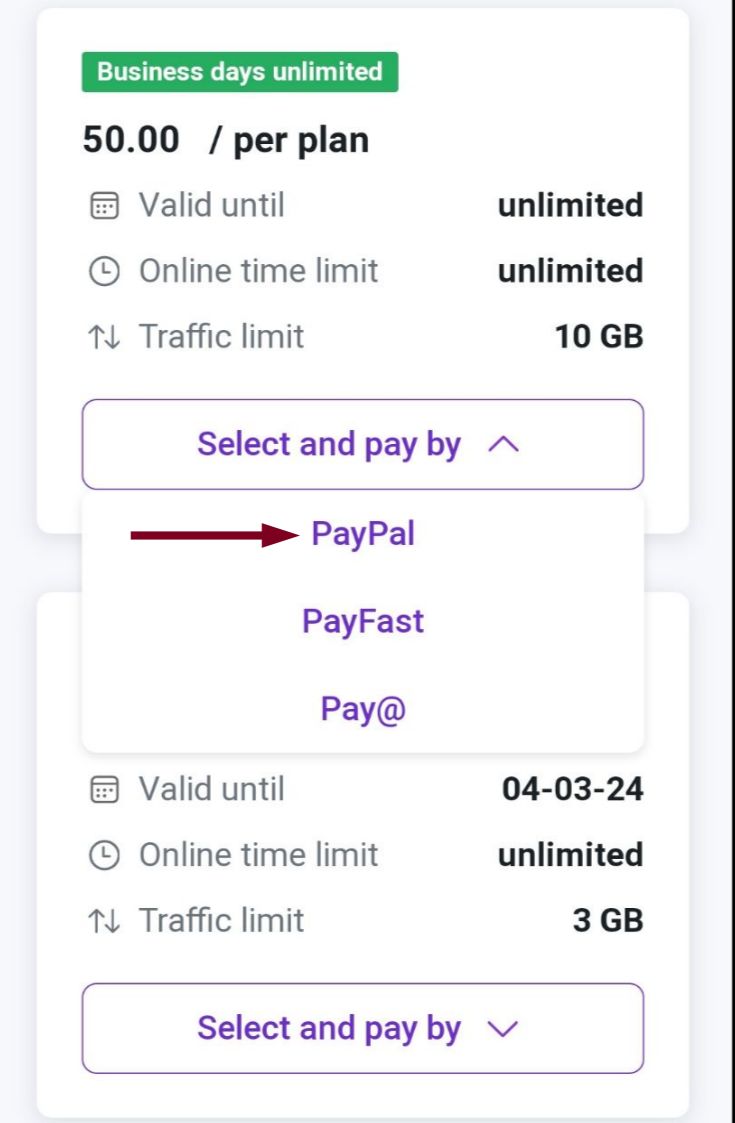 Business days unlimited
50.00 / per plan
Valid until unlimited
Online time limit unlimited
Traffic limit 10 GB
Select and pay by
PayPal
PayFast
Pay@
Valid until 04-03-24
Online time limit unlimited
Traffic limit 3 GB
Select and pay by